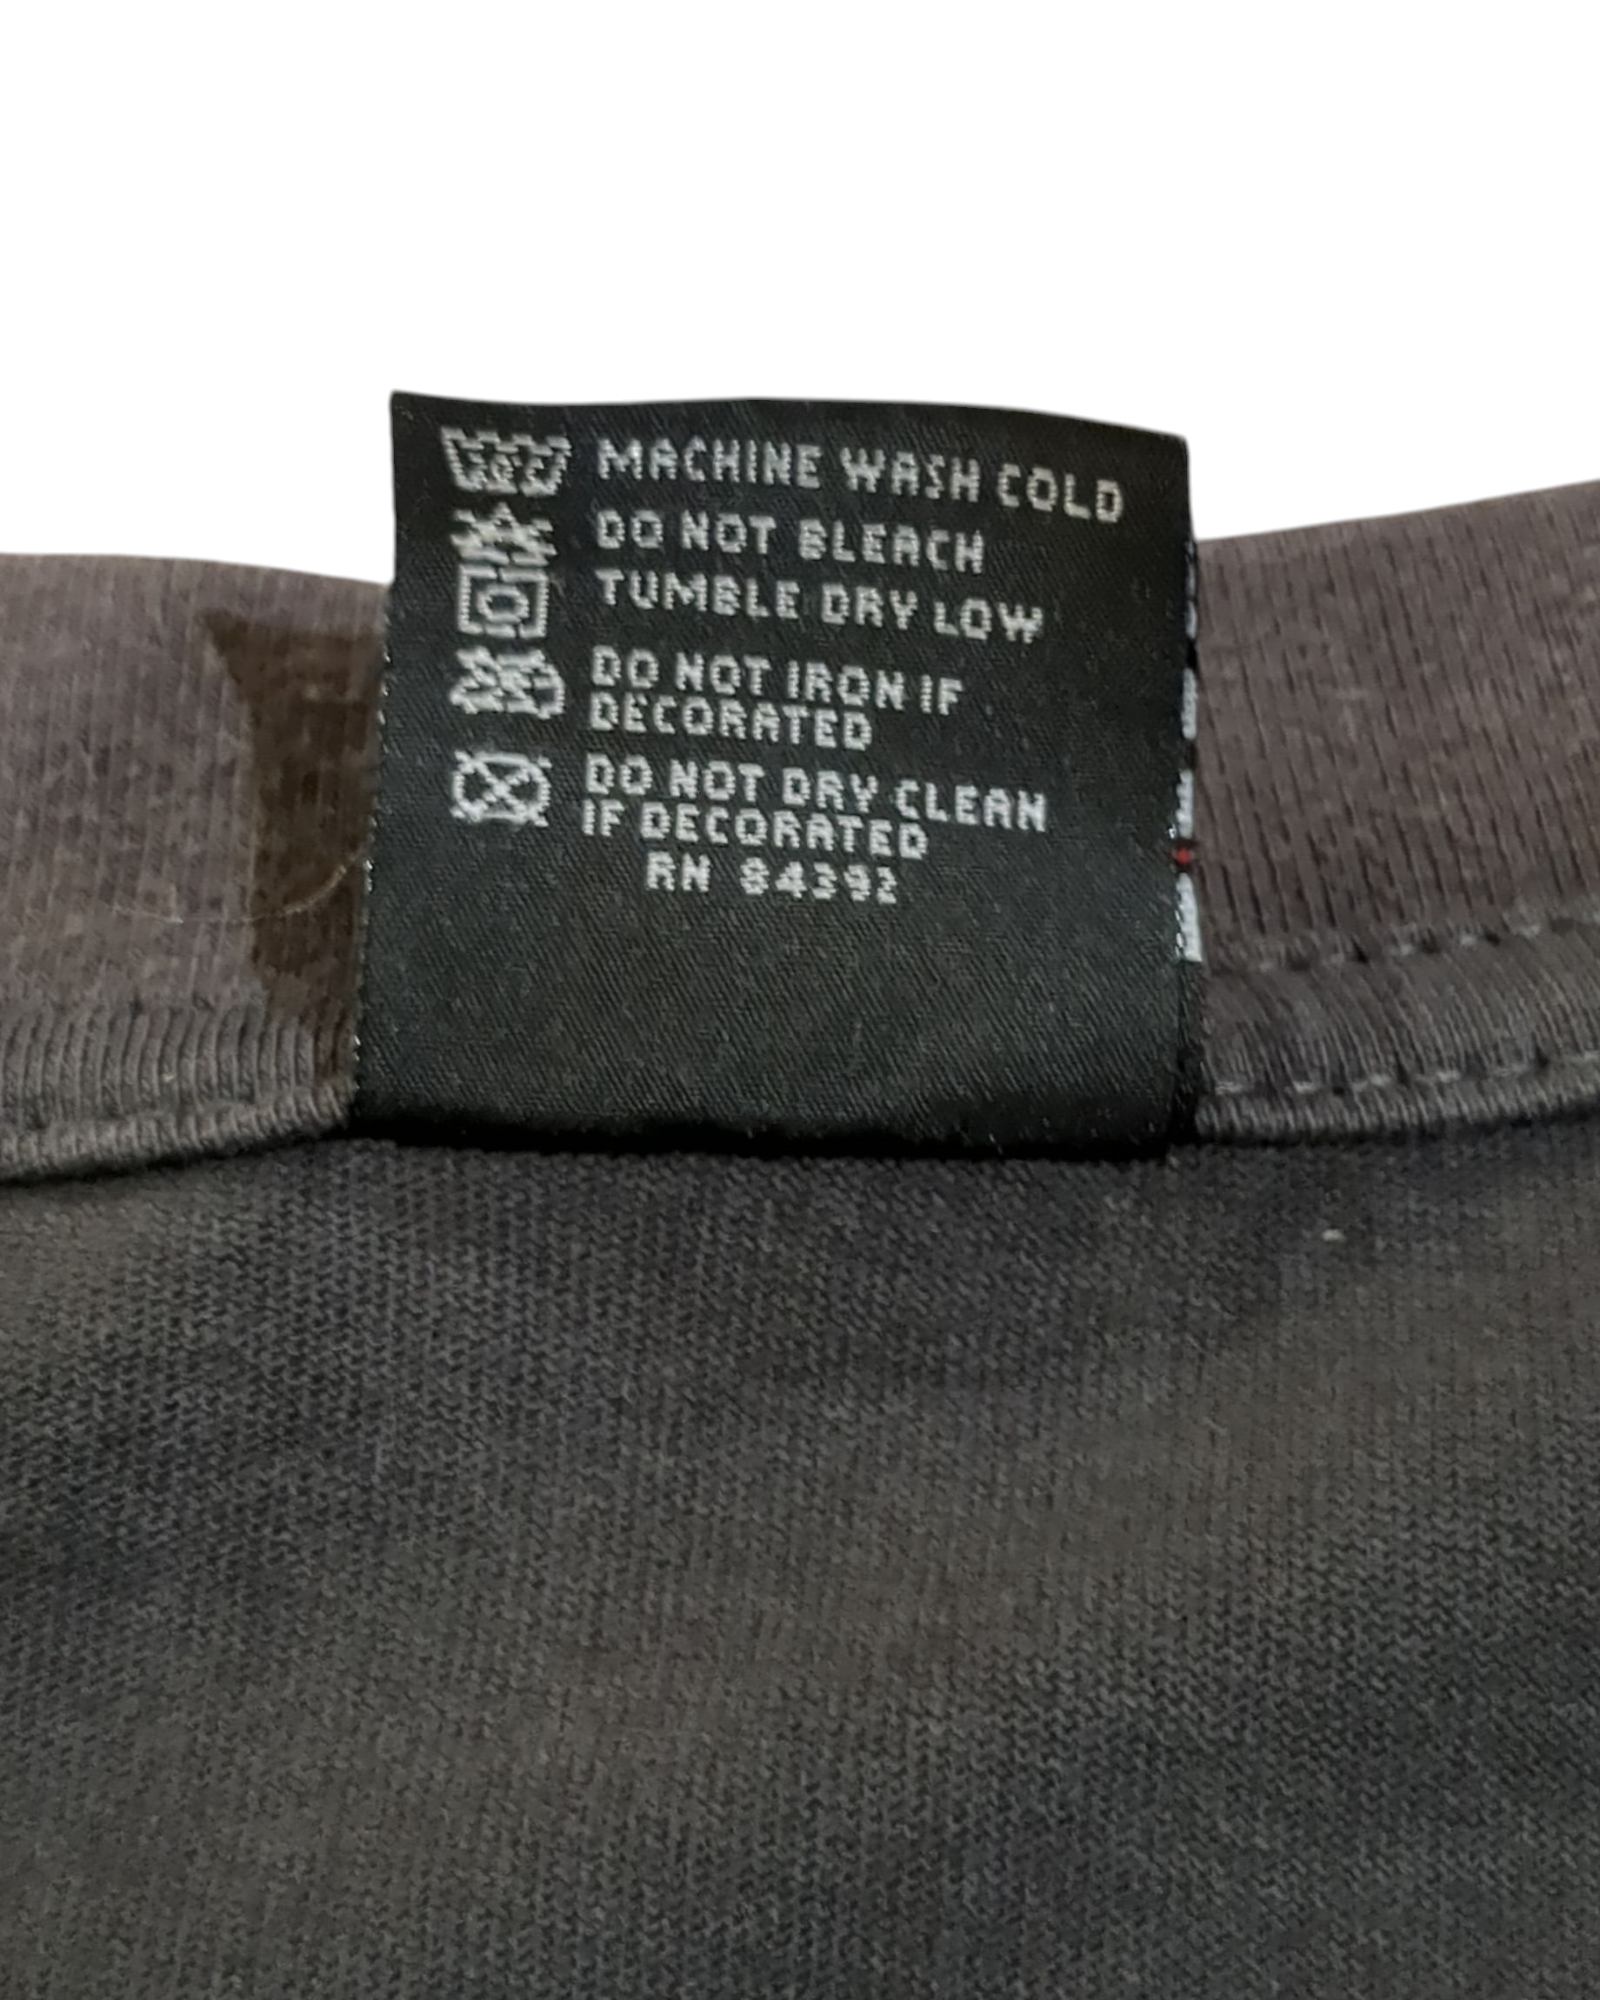 MACHINE WASH COLD
DO NOT BLEACH
TUMBLE DRY LOW
DO NOT IRON IF
DECORATED
DO NOT DRY CLEAN
IF DECORATED
RN 84392